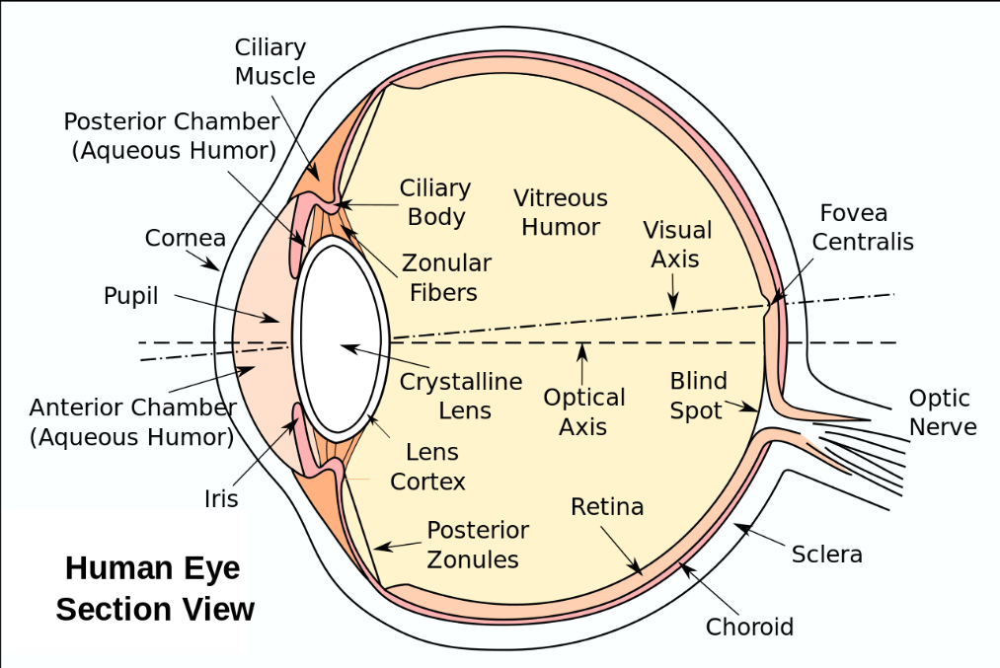 Ciliary
Muscle
Posterior Chamber
(Aqueous Humor)
Cornea
Pupil
Anterior Chamber
(Aqueous Humor)
Iris
Ciliary
Body
Zonular
Fibers
Vitreous
Humor
Visual
Axis
Fovea
Centralis
Crystalline
Lens
Optical
Axis
Blind
Spot
Optic
Nerve
Lens
Cortex
Posterior
Zonules
Retina
Sclera
Choroid
Human Eye
Section View